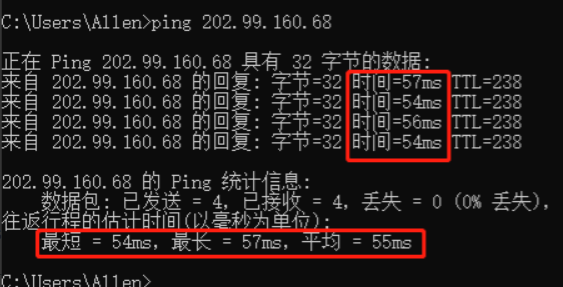 C:\Users\Allen>ping 202.99.160.68
正在 Ping 202.99.160.68 具有 32 字节的数据:
来自 202.99.160.68 的回复: 字节=32 时间=57ms TTL=238
来自 202.99.160.68 的回复: 字节=32 时间=54ms TTL=238
来自 202.99.160.68 的回复: 字节=32 时间=56ms TTL=238
来自 202.99.160.68 的回复: 字节=32 时间=54ms TTL=238
202.99.160.68 的 Ping 统计信息:
数据包: 已发送 = 4，已接收 = 4，丢失 = 0 (0% 丢失)，
往返行程的估计时间(以毫秒为单位):
最短 = 54ms，最长 = 57ms，平均 = 55ms
C:\Users\Allen>